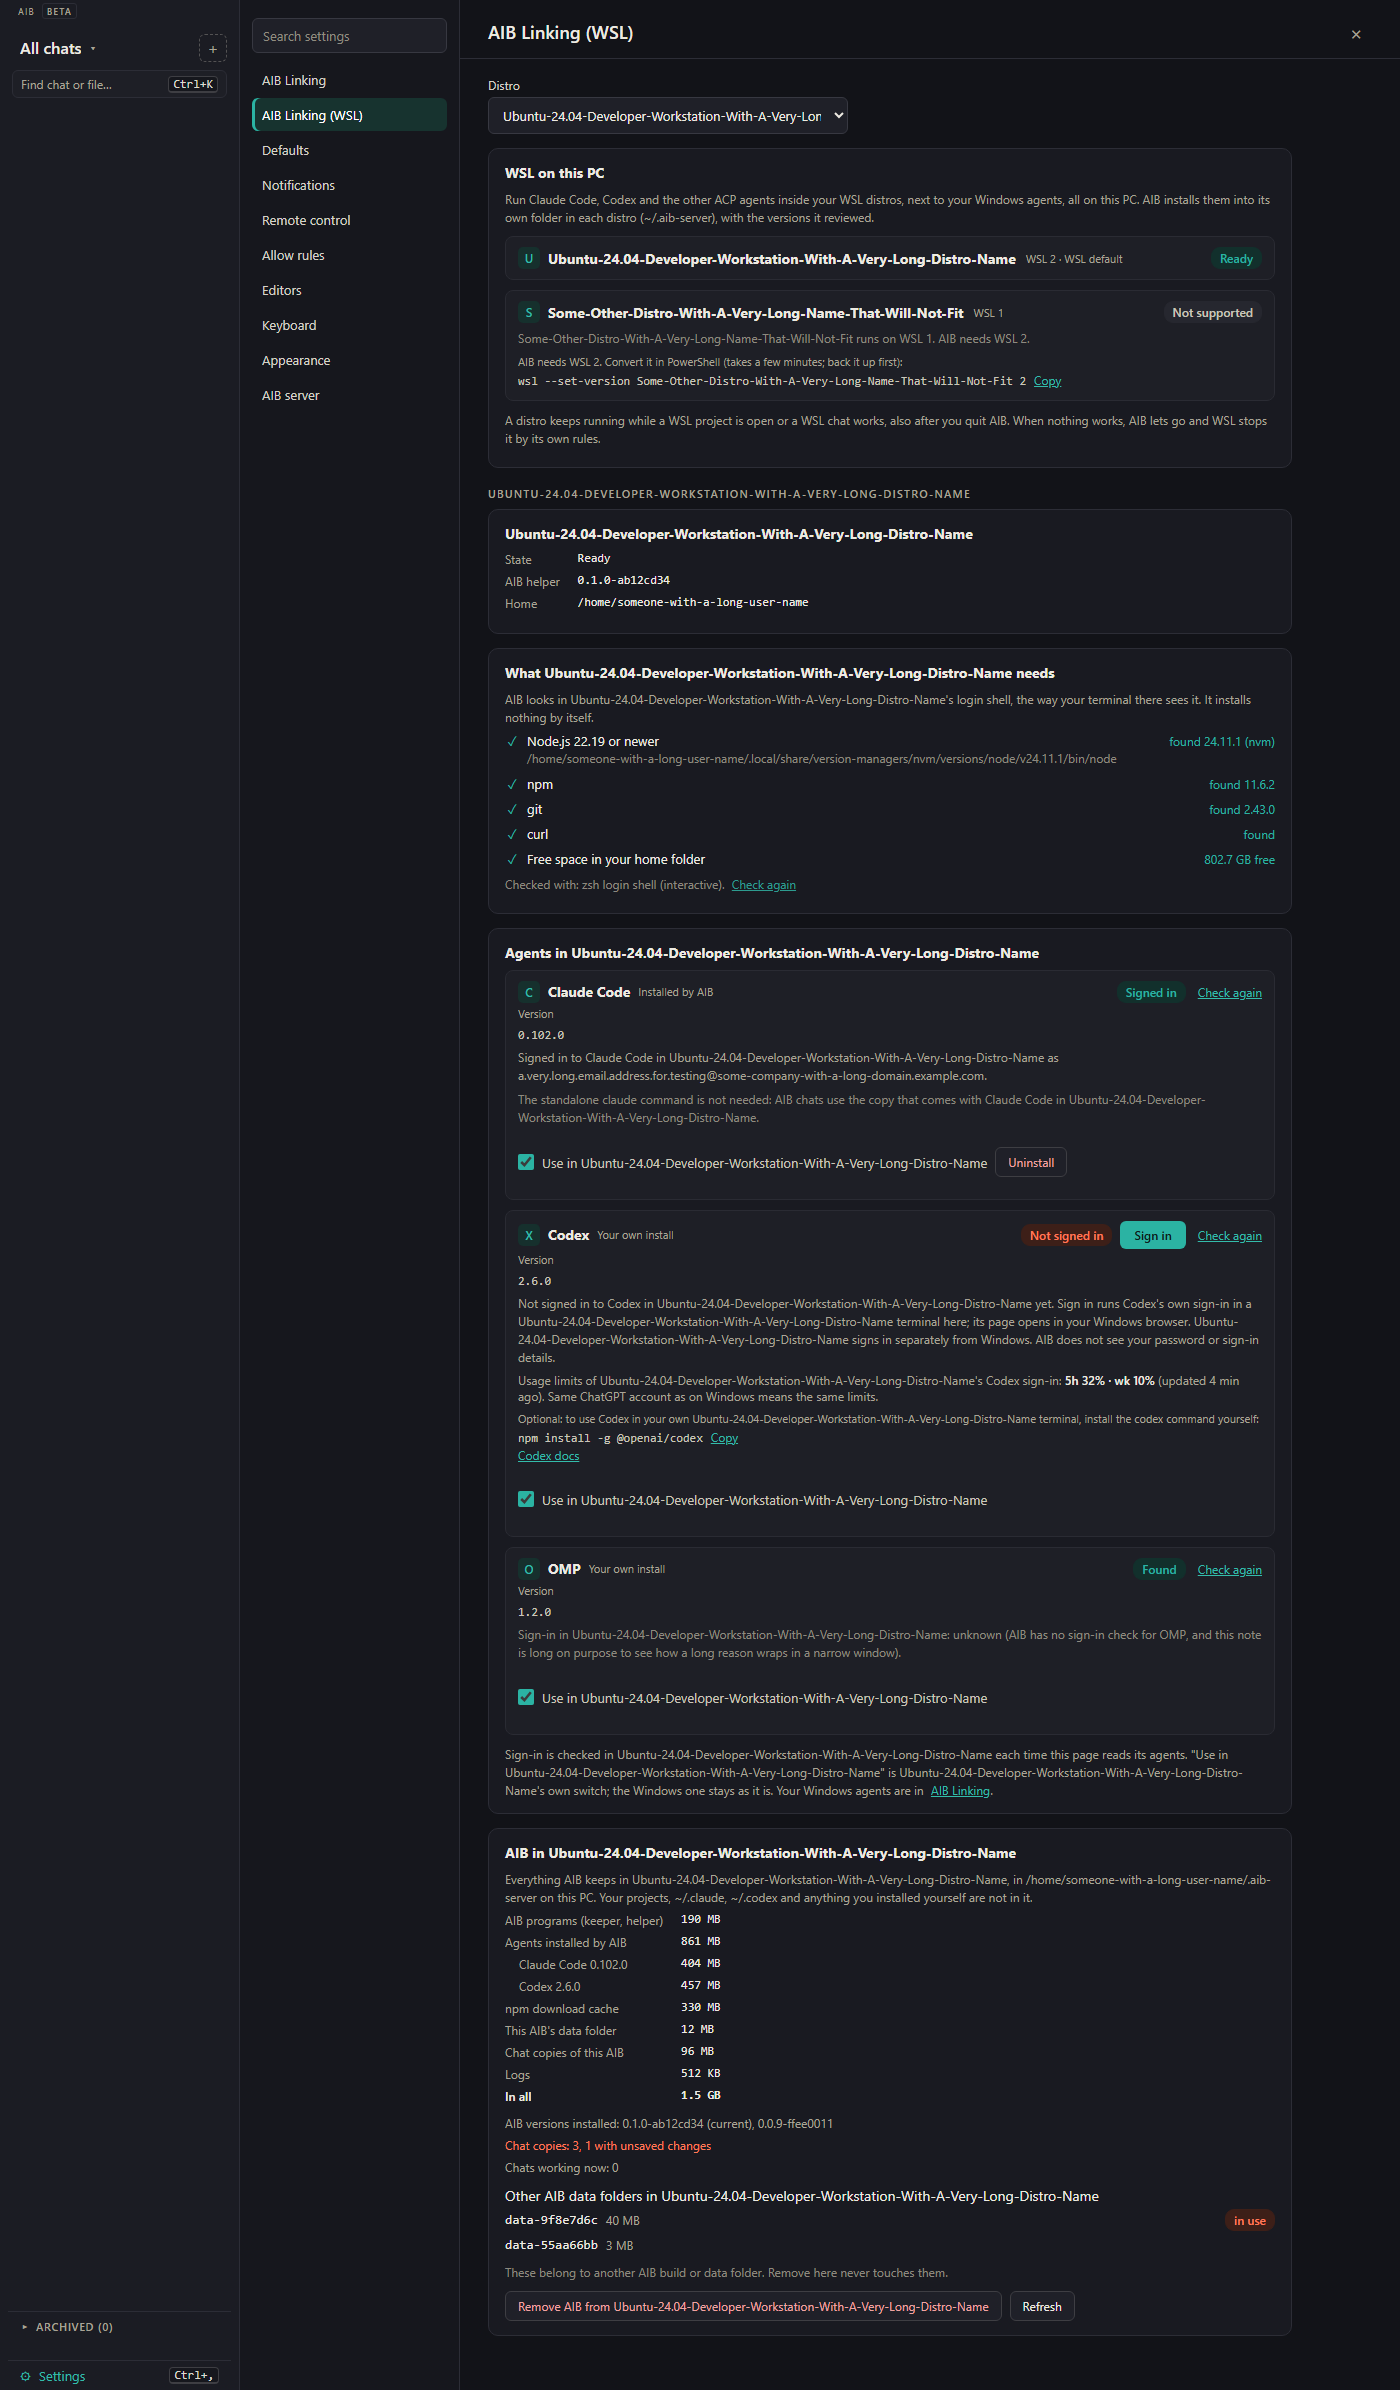 AIB BETA
All chats
+
Find chat or file... Ctrl+K
ARCHIVED (0)
Settings Ctrl+,
Search settings
AIB Linking
AIB Linking (WSL)
Defaults
Notifications
Remote control
Allow rules
Editors
Keyboard
Appearance
AIB server
AIB Linking (WSL)
Distro
Ubuntu-24.04-Developer-Workstation-With-A-Very-Lon
WSL on this PC
Run Claude Code, Codex and the other ACP agents inside your WSL distros, next to your Windows agents, all on this PC. AIB installs them into its
own folder in each distro (~/.aib-server), with the versions it reviewed.
U Ubuntu-24.04-Developer-Workstation-With-A-Very-Long-Distro-Name WSL 2 · WSL default Ready
S Some-Other-Distro-With-A-Very-Long-Name-That-Will-Not-Fit WSL 1 Not supported
Some-Other-Distro-With-A-Very-Long-Name-That-Will-Not-Fit runs on WSL 1. AIB needs WSL 2.
AIB needs WSL 2. Convert it in PowerShell (takes a few minutes; back it up first):
wsl --set-version Some-Other-Distro-With-A-Very-Long-Name-That-Will-Not-Fit 2 Copy
A distro keeps running while a WSL project is open or a WSL chat works, also after you quit AIB. When nothing works, AIB lets go and WSL stops
it by its own rules.
UBUNTU-24.04-DEVELOPER-WORKSTATION-WITH-A-VERY-LONG-DISTRO-NAME
Ubuntu-24.04-Developer-Workstation-With-A-Very-Long-Distro-Name
State Ready
AIB helper 0.1.0-ab12cd34
Home /home/someone-with-a-long-user-name
What Ubuntu-24.04-Developer-Workstation-With-A-Very-Long-Distro-Name needs
AIB looks in Ubuntu-24.04-Developer-Workstation-With-A-Very-Long-Distro-Name's login shell, the way your terminal there sees it. It installs
nothing by itself.
✓ Node.js 22.19 or newer found 24.11.1 (nvm)
/home/someone-with-a-long-user-name/.local/share/version-managers/nvm/versions/node/v24.11.1/bin/node
✓ npm found 11.6.2
✓ git found 2.43.0
✓ curl found
✓ Free space in your home folder 802.7 GB free
Checked with: zsh login shell (interactive). Check again
Agents in Ubuntu-24.04-Developer-Workstation-With-A-Very-Long-Distro-Name
C Claude Code Installed by AIB Signed in Check again
Version
0.102.0
Signed in to Claude Code in Ubuntu-24.04-Developer-Workstation-With-A-Very-Long-Distro-Name as
a.very.long.email.address.for.testing@some-company-with-a-long-domain.example.com.
The standalone claude command is not needed: AIB chats use the copy that comes with Claude Code in Ubuntu-24.04-Developer-
Workstation-With-A-Very-Long-Distro-Name.
Use in Ubuntu-24.04-Developer-Workstation-With-A-Very-Long-Distro-Name Uninstall
X Codex Your own install Not signed in Sign in Check again
Version
2.6.0
Not signed in to Codex in Ubuntu-24.04-Developer-Workstation-With-A-Very-Long-Distro-Name yet. Sign in runs Codex's own sign-in in a
Ubuntu-24.04-Developer-Workstation-With-A-Very-Long-Distro-Name terminal here; its page opens in your Windows browser. Ubuntu-
24.04-Developer-Workstation-With-A-Very-Long-Distro-Name signs in separately from Windows. AIB does not see your password or sign-in
details.
Usage limits of Ubuntu-24.04-Developer-Workstation-With-A-Very-Long-Distro-Name's Codex sign-in: 5h 32% · wk 10% (updated 4 min
ago). Same ChatGPT account as on Windows means the same limits.
Optional: to use Codex in your own Ubuntu-24.04-Developer-Workstation-With-A-Very-Long-Distro-Name terminal, install the codex command yourself:
npm install -g @openai/codex Copy
Codex docs
Use in Ubuntu-24.04-Developer-Workstation-With-A-Very-Long-Distro-Name
O OMP Your own install Found Check again
Version
1.2.0
Sign-in in Ubuntu-24.04-Developer-Workstation-With-A-Very-Long-Distro-Name: unknown (AIB has no sign-in check for OMP, and this note
is long on purpose to see how a long reason wraps in a narrow window).
Use in Ubuntu-24.04-Developer-Workstation-With-A-Very-Long-Distro-Name
Sign-in is checked in Ubuntu-24.04-Developer-Workstation-With-A-Very-Long-Distro-Name each time this page reads its agents. "Use in
Ubuntu-24.04-Developer-Workstation-With-A-Very-Long-Distro-Name" is Ubuntu-24.04-Developer-Workstation-With-A-Very-Long-Distro-
Name's own switch; the Windows one stays as it is. Your Windows agents are in AIB Linking.
AIB in Ubuntu-24.04-Developer-Workstation-With-A-Very-Long-Distro-Name
Everything AIB keeps in Ubuntu-24.04-Developer-Workstation-With-A-Very-Long-Distro-Name, in /home/someone-with-a-long-user-name/.aib-
server on this PC. Your projects, ~/.claude, ~/.codex and anything you installed yourself are not in it.
AIB programs (keeper, helper) 190 MB
Agents installed by AIB 861 MB
Claude Code 0.102.0 404 MB
Codex 2.6.0 457 MB
npm download cache 330 MB
This AIB's data folder 12 MB
Chat copies of this AIB 96 MB
Logs 512 KB
In all 1.5 GB
AIB versions installed: 0.1.0-ab12cd34 (current), 0.0.9-ffee0011
Chat copies: 3, 1 with unsaved changes
Chats working now: 0
Other AIB data folders in Ubuntu-24.04-Developer-Workstation-With-A-Very-Long-Distro-Name
data-9f8e7d6c 40 MB in use
data-55aa66bb 3 MB
These belong to another AIB build or data folder. Remove here never touches them.
Remove AIB from Ubuntu-24.04-Developer-Workstation-With-A-Very-Long-Distro-Name Refresh